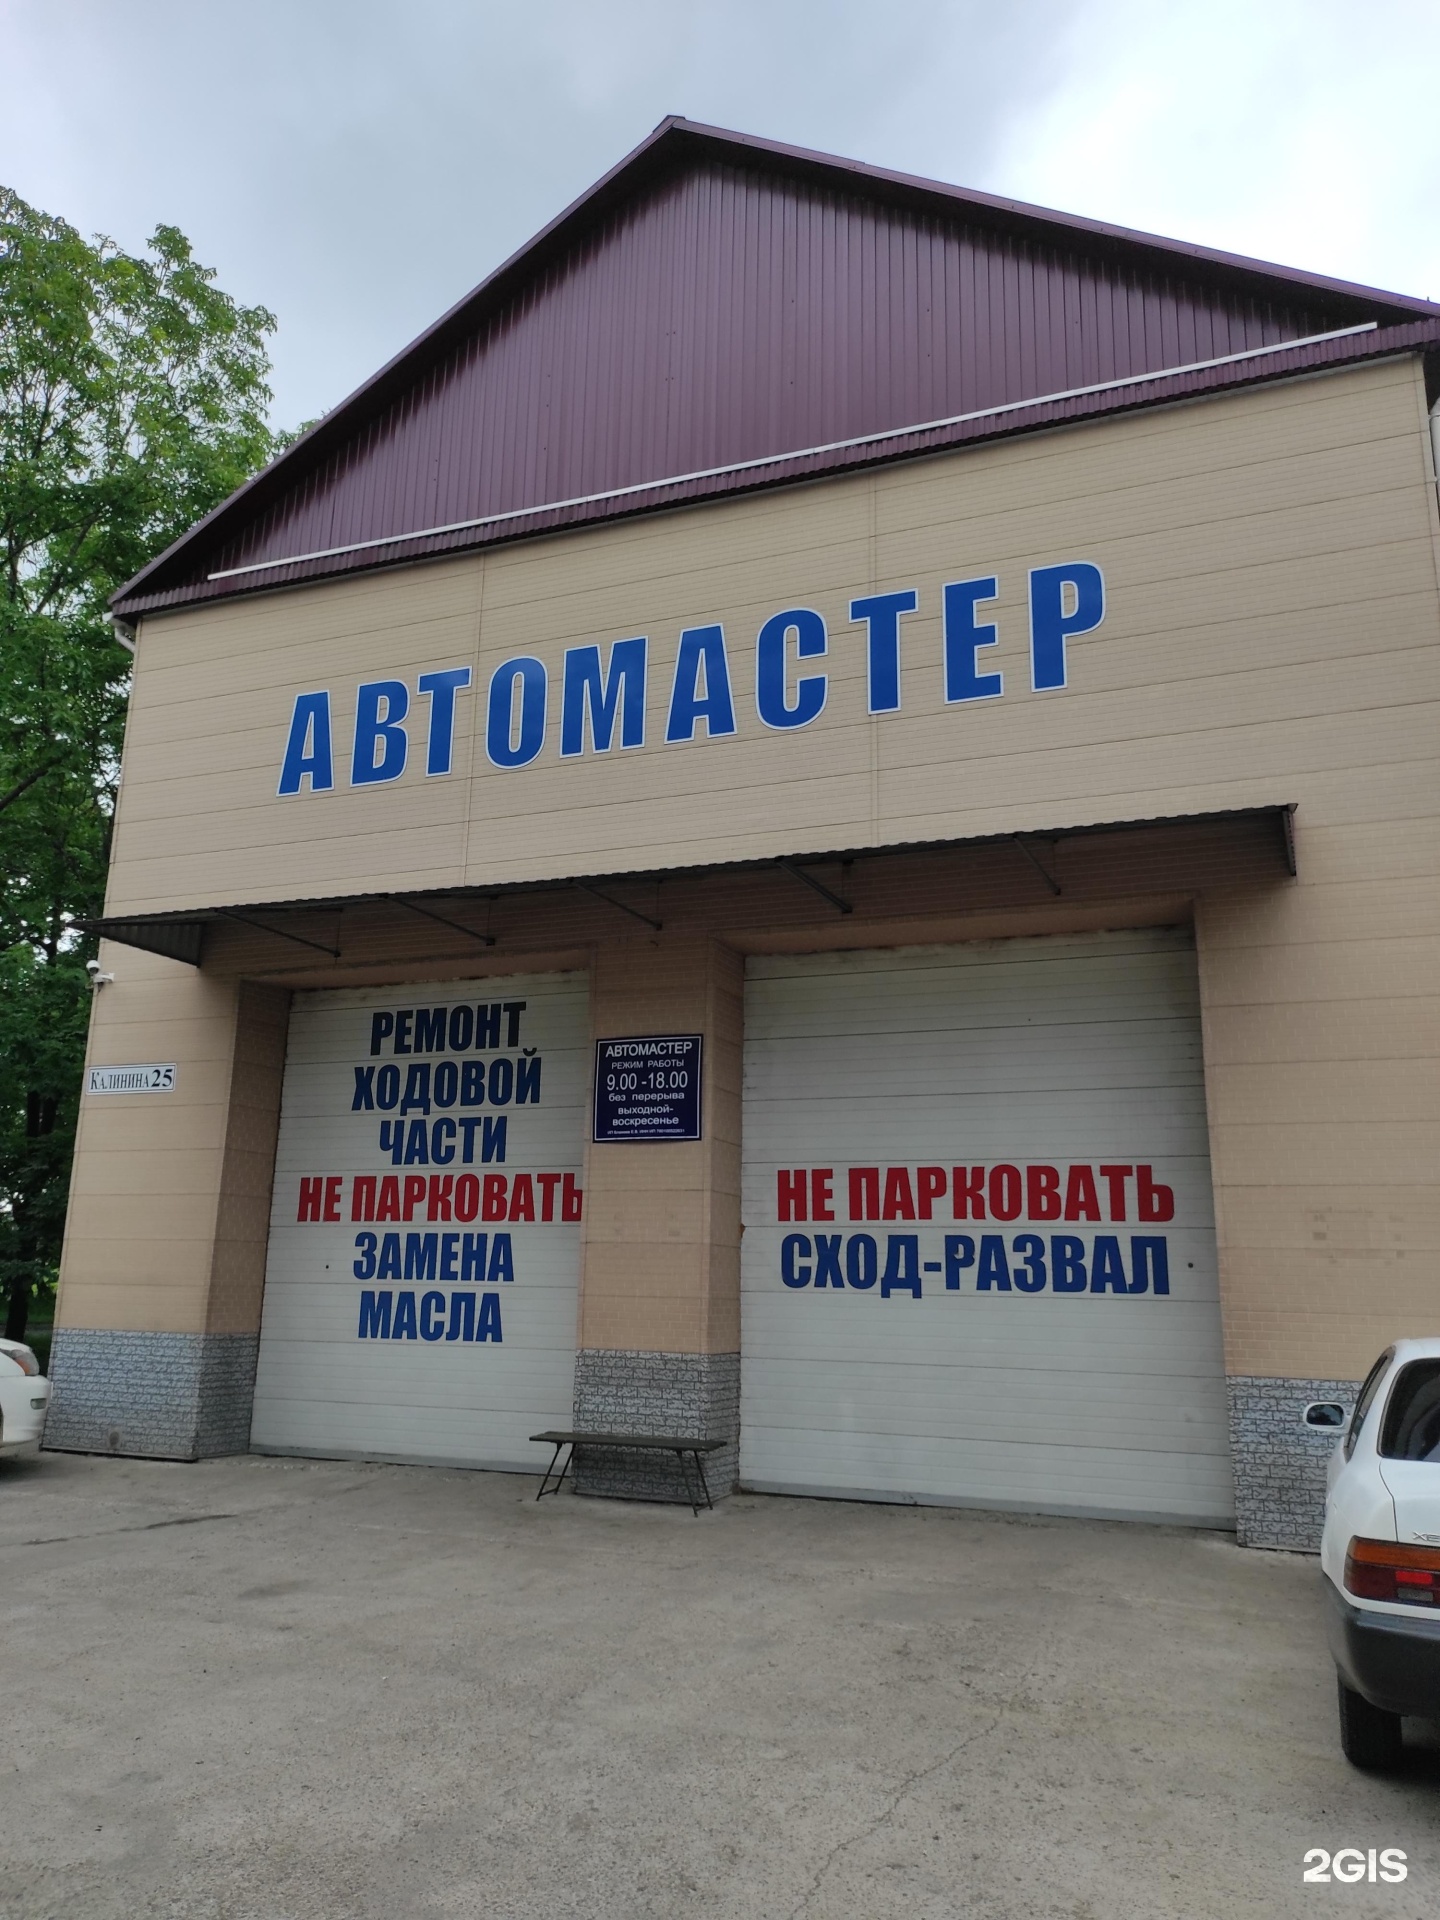 АВТОМАСТЕР
КАЛИНИНА 25
РЕМОНТ
ХОДОВОЙ
ЧАСТИ
НЕ ПАРКОВАТЬ
ЗАМЕНА
МАСЛА
АВТОМАСТЕР
РЕЖИМ РАБОТЫ
9.00 -18.00
без перерыва
выходной-
воскресенье
НЕ ПАРКОВАТЬ
СХОД-РАЗВАЛ
2GIS